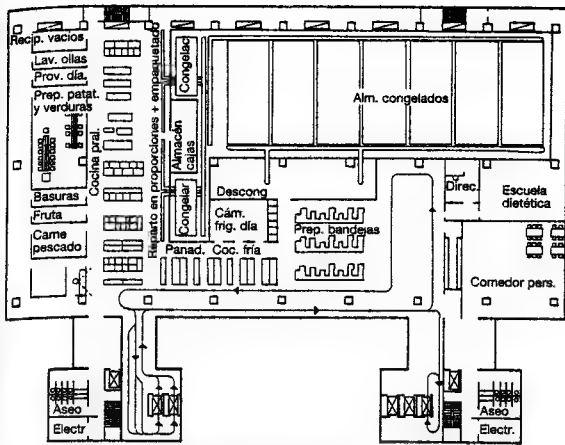 Recip. vacios
Lav. ollas
Prov. día.
Prep. patat.
y verduras
Basuras
Fruta
Carne
pescado
Cocina pral.
Reparto en proporciones + empaquetado
Congelac
Almacén
cajas
Congelar
Alm. congelados
Descong
Cám.
frig. día
Prep. bandejas
Panad. Coc. fría
Direc.
Escuela
dietética
Comedor pers.
Aseo
Electr.
Aseo
Electr.